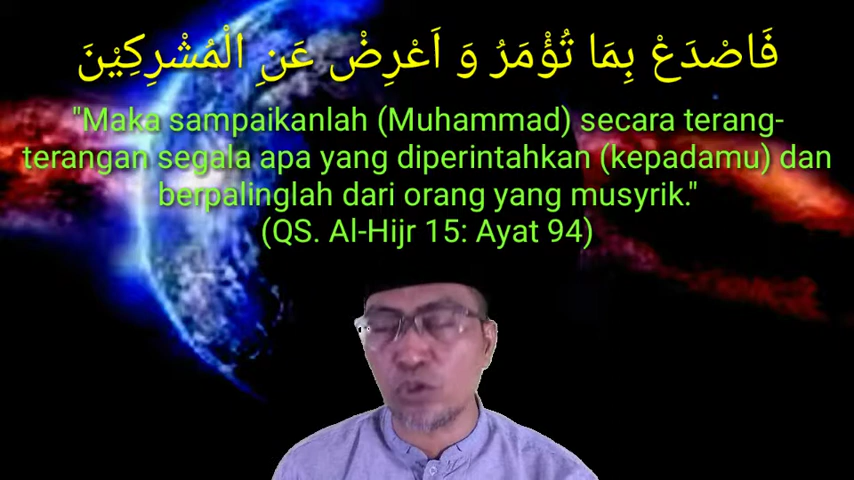 فَاصْدَعْ بِمَا تُؤْمَرُ وَ اَعْرِضْ عَنِ الْمُشْرِكِيْنَ
"Maka sampaikanlah (Muhammad) secara terang-
terangan segala apa yang diperintahkan (kepadamu) dan
berpalinglah dari orang yang musyrik."
(QS. Al-Hijr 15: Ayat 94)